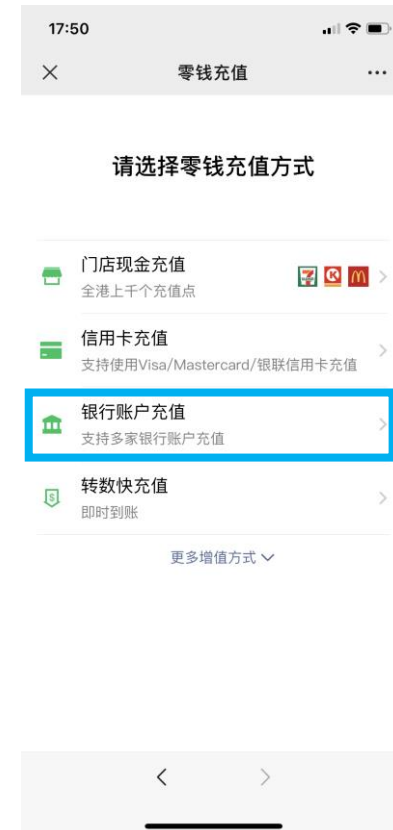 17:50
零钱充值
请选择零钱充值方式
门店现金充值
全港上千个充值点
信用卡充值
支持使用Visa/Mastercard/银联信用卡充值
银行账户充值
支持多家银行账户充值
转数快充值
即时到账
更多增值方式